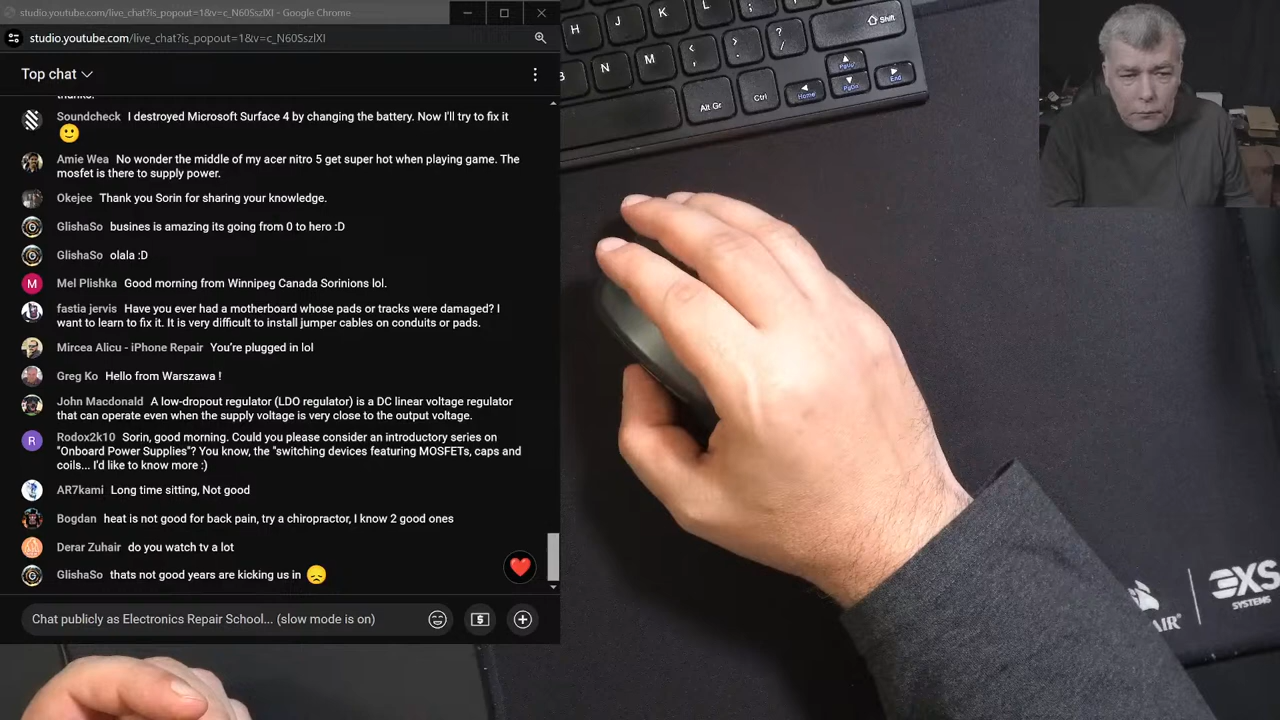 studio.youtube.com/live_chat?is_popout=1&v=c_N60SszlXI - Google Chrome
studio.youtube.com/live_chat?is_popout=1&v=c_N60SszlXI
Top chat
thanks.
Soundcheck I destroyed Microsoft Surface 4 by changing the battery. Now I'll try to fix it
🙂
Amie Wea No wonder the middle of my acer nitro 5 get super hot when playing game. The
mosfet is there to supply power.
Okejee Thank you Sorin for sharing your knowledge.
GlishaSo busines is amazing its going from 0 to hero :D
GlishaSo olala :D
M Mel Plishka Good morning from Winnipeg Canada Sorinions lol.
fastia jervis Have you ever had a motherboard whose pads or tracks were damaged? I
want to learn to fix it. It is very difficult to install jumper cables on conduits or pads.
Mircea Alicu - iPhone Repair You're plugged in lol
Greg Ko Hello from Warszawa !
John Macdonald A low-dropout regulator (LDO regulator) is a DC linear voltage regulator
that can operate even when the supply voltage is very close to the output voltage.
R Rodox2k10 Sorin, good morning. Could you please consider an introductory series on
"Onboard Power Supplies"? You know, the "switching devices featuring MOSFETs, caps and
coils... I'd like to know more :)
AR7kami Long time sitting, Not good
Bogdan heat is not good for back pain, try a chiropractor, I know 2 good ones
Derar Zuhair do you watch tv a lot
GlishaSo thats not good years are kicking us in 😞
Chat publicly as Electronics Repair School... (slow mode is on)
H J K L : ; " ' Shift
B N M < , > . ? /
Alt Gr Ctrl Home PgUp PgDn End
AIR
EXS
SYSTEMS